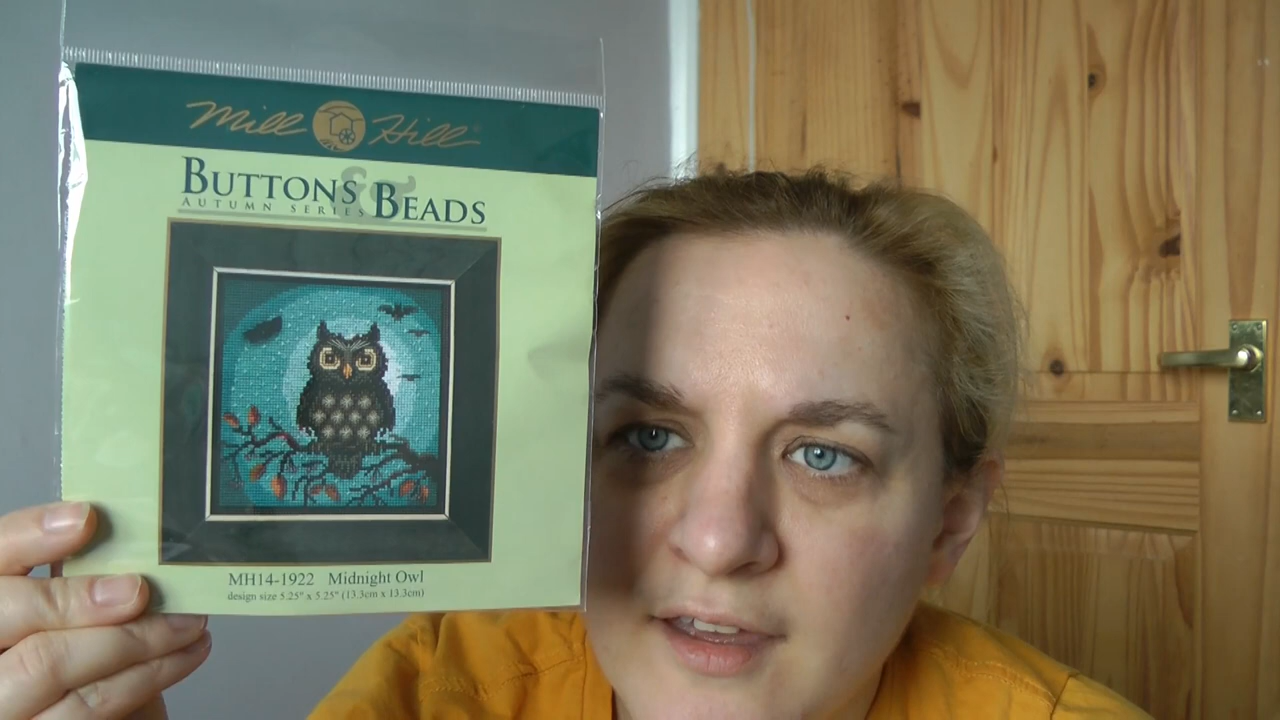 Mill Hill®
BUTTONS & BEADS
AUTUMN SERIES
MH14-1922 Midnight Owl
design size 5.25" x 5.25" (13.3cm x 13.3cm)